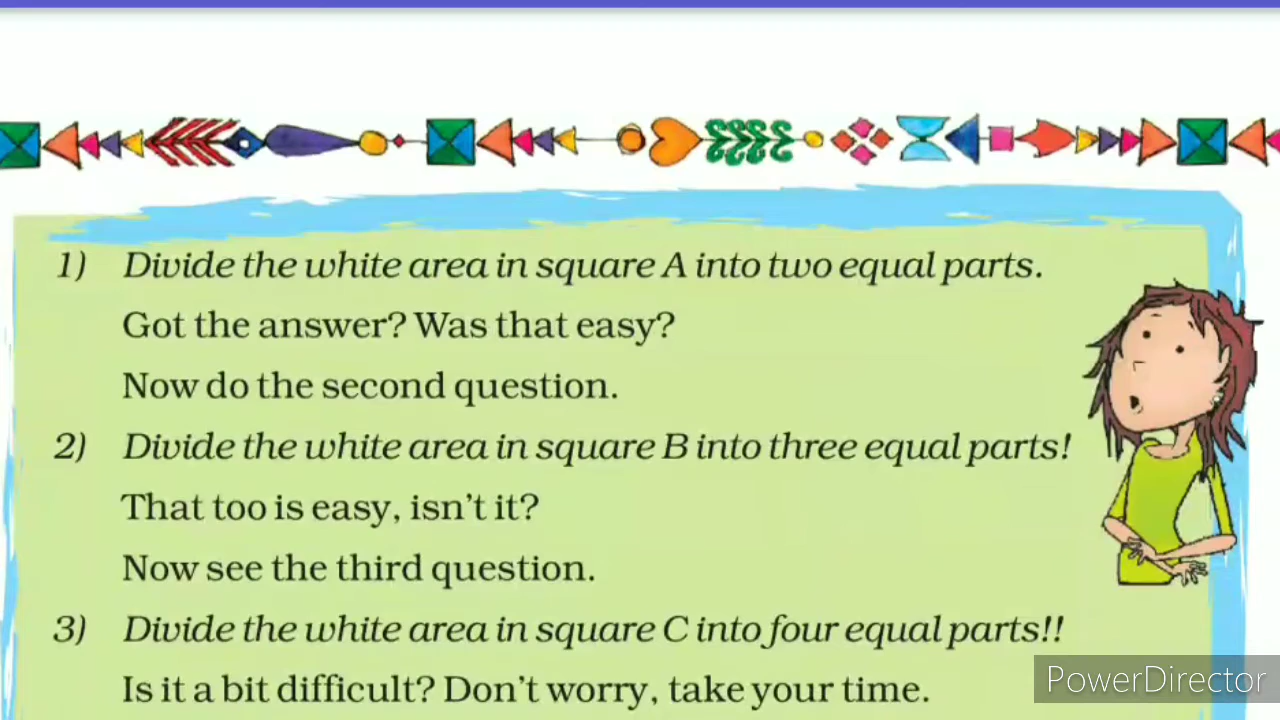 1) Divide the white area in square A into two equal parts.
Got the answer? Was that easy?
Now do the second question.
2) Divide the white area in square B into three equal parts!
That too is easy, isn't it?
Now see the third question.
3) Divide the white area in square C into four equal parts!!
Is it a bit difficult? Don't worry, take your time.
PowerDirector